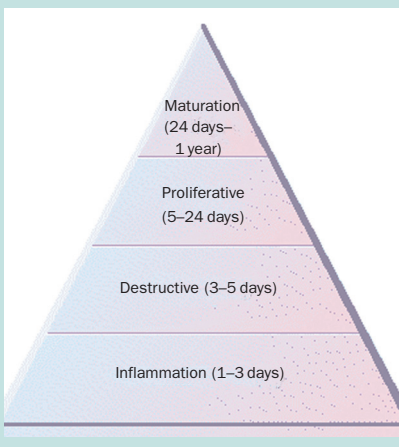 Maturation
(24 days–
1 year)
Proliferative
(5–24 days)
Destructive (3–5 days)
Inflammation (1–3 days)